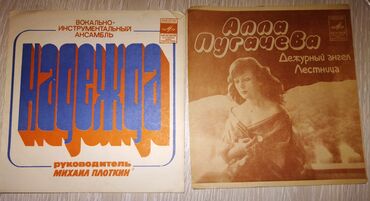 ВОКАЛЬНО-
ИНСТРУМЕНТАЛЬНЫЙ
АНСАМБЛЬ
НАДЕЖДА
РУКОВОДИТЕЛЬ
МИХАИЛ ПЛОТКИН
Алла
Пугачева
Дежурный ангел
Лестница